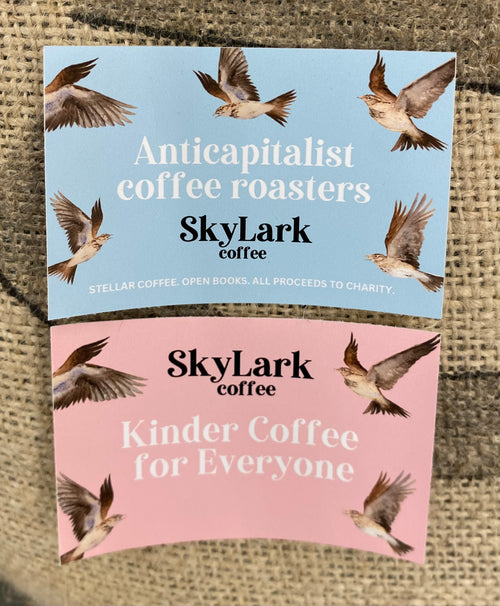 Anticapitalist
coffee roasters
SkyLark
coffee
STELLAR COFFEE. OPEN BOOKS. ALL PROCEEDS TO CHARITY.
SkyLark
coffee
Kinder Coffee
for Everyone